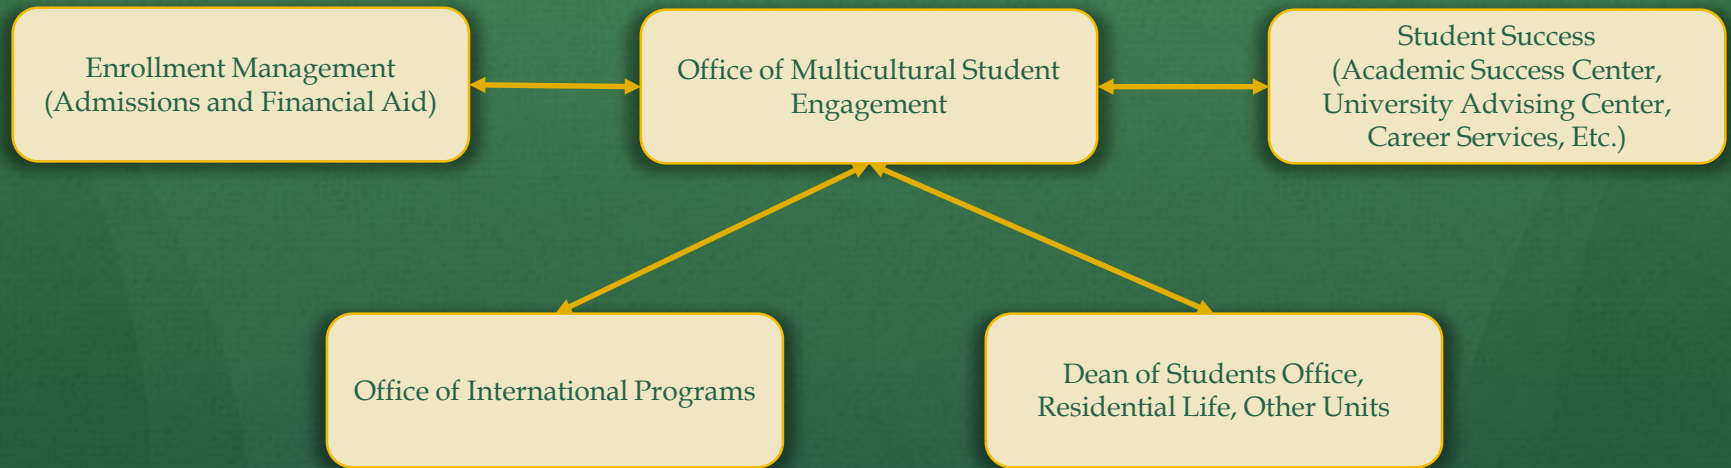 Enrollment Management
(Admissions and Financial Aid)
Office of Multicultural Student
Engagement
Student Success
(Academic Success Center,
University Advising Center,
Career Services, Etc.)
Office of International Programs
Dean of Students Office,
Residential Life, Other Units